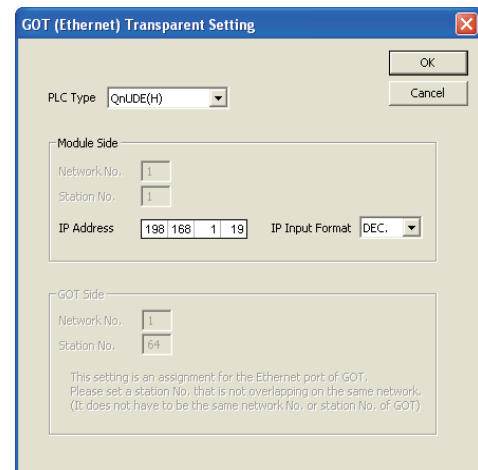 GOT (Ethernet) Transparent Setting
OK
PLC Type QnUDE(H) Cancel
Module Side
Network No. 1
Station No. 1
IP Address 198 168 1 19 IP Input Format DEC.
GOT Side
Network No. 1
Station No. 64
This setting is an assignment for the Ethernet port of GOT.
Please set a station No. that is not overlapping on the same network.
(It does not have to be the same network No. or station No. of GOT)